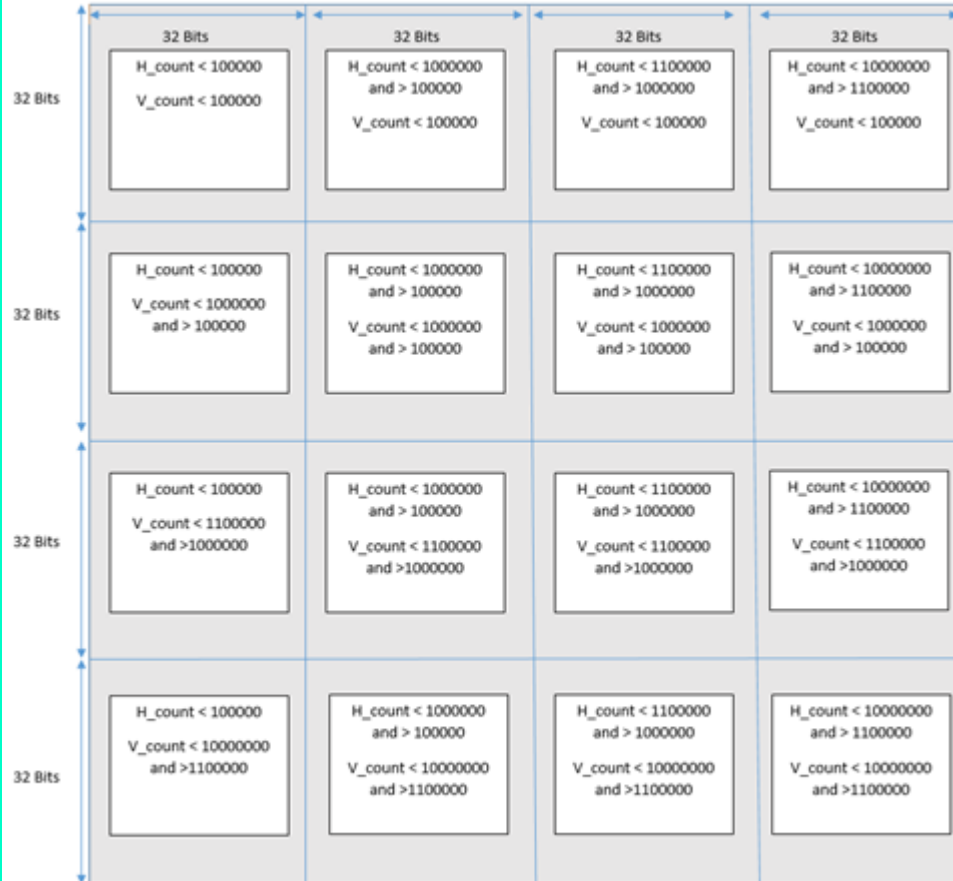 32 Bits
32 Bits
32 Bits
32 Bits
32 Bits
H_count < 100000
V_count < 100000
H_count < 1000000
and > 100000
V_count < 100000
H_count < 1100000
and > 1000000
V_count < 100000
H_count < 10000000
and > 1100000
V_count < 100000
32 Bits
H_count < 100000
V_count < 1000000
and > 100000
H_count < 1000000
and > 100000
V_count < 1000000
and > 100000
H_count < 1100000
and > 1000000
V_count < 1000000
and > 100000
H_count < 10000000
and > 1100000
V_count < 1000000
and > 100000
32 Bits
H_count < 100000
V_count < 1100000
and >1000000
H_count < 1000000
and > 100000
V_count < 1100000
and >1000000
H_count < 1100000
and > 1000000
V_count < 1100000
and >1000000
H_count < 10000000
and > 1100000
V_count < 1100000
and >1000000
32 Bits
H_count < 100000
V_count < 10000000
and >1100000
H_count < 1000000
and > 100000
V_count < 10000000
and >1100000
H_count < 1100000
and > 1000000
V_count < 10000000
and >1100000
H_count < 10000000
and > 1100000
V_count < 10000000
and >1100000